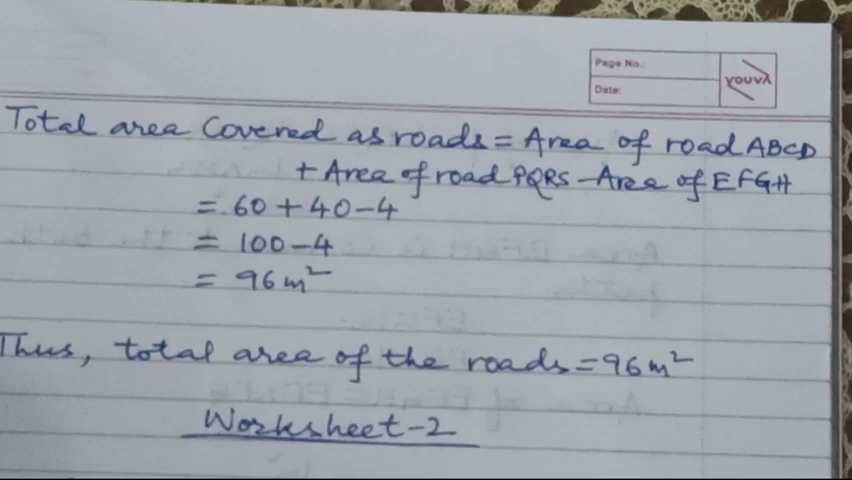 Page No.:
youva
Date:
Total area Covered as roads = Area of road ABCD
+ Area of road PQRS - Area of EFGH
= 60 + 40 - 4
= 100 - 4
= 96 m²
Thus, total area of the roads = 96 m²
Worksheet-2